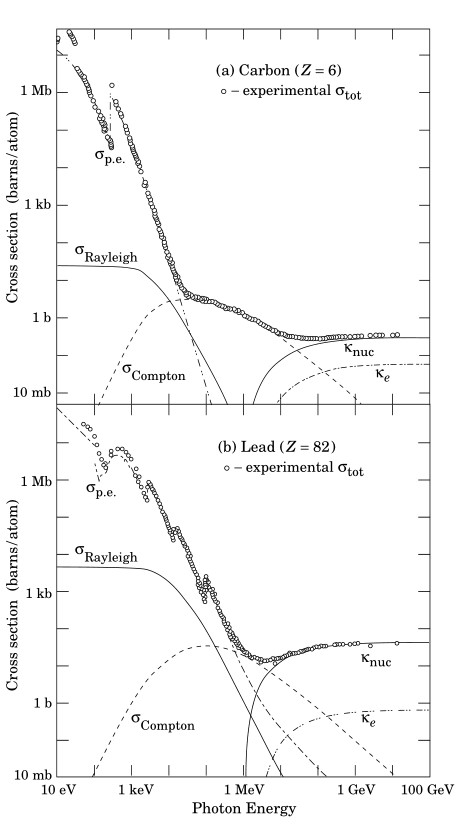 (a) Carbon (Z = 6)
o – experimental σtot
1 Mb
σp.e.
1 kb
Cross section (barns/atom)
σRayleigh
1 b
κnuc
σCompton
κe
10 mb
(b) Lead (Z = 82)
o – experimental σtot
1 Mb
σp.e.
σRayleigh
1 kb
Cross section (barns/atom)
κnuc
1 b
σCompton
κe
10 mb
10 eV 1 keV 1 MeV 1 GeV 100 GeV
Photon Energy